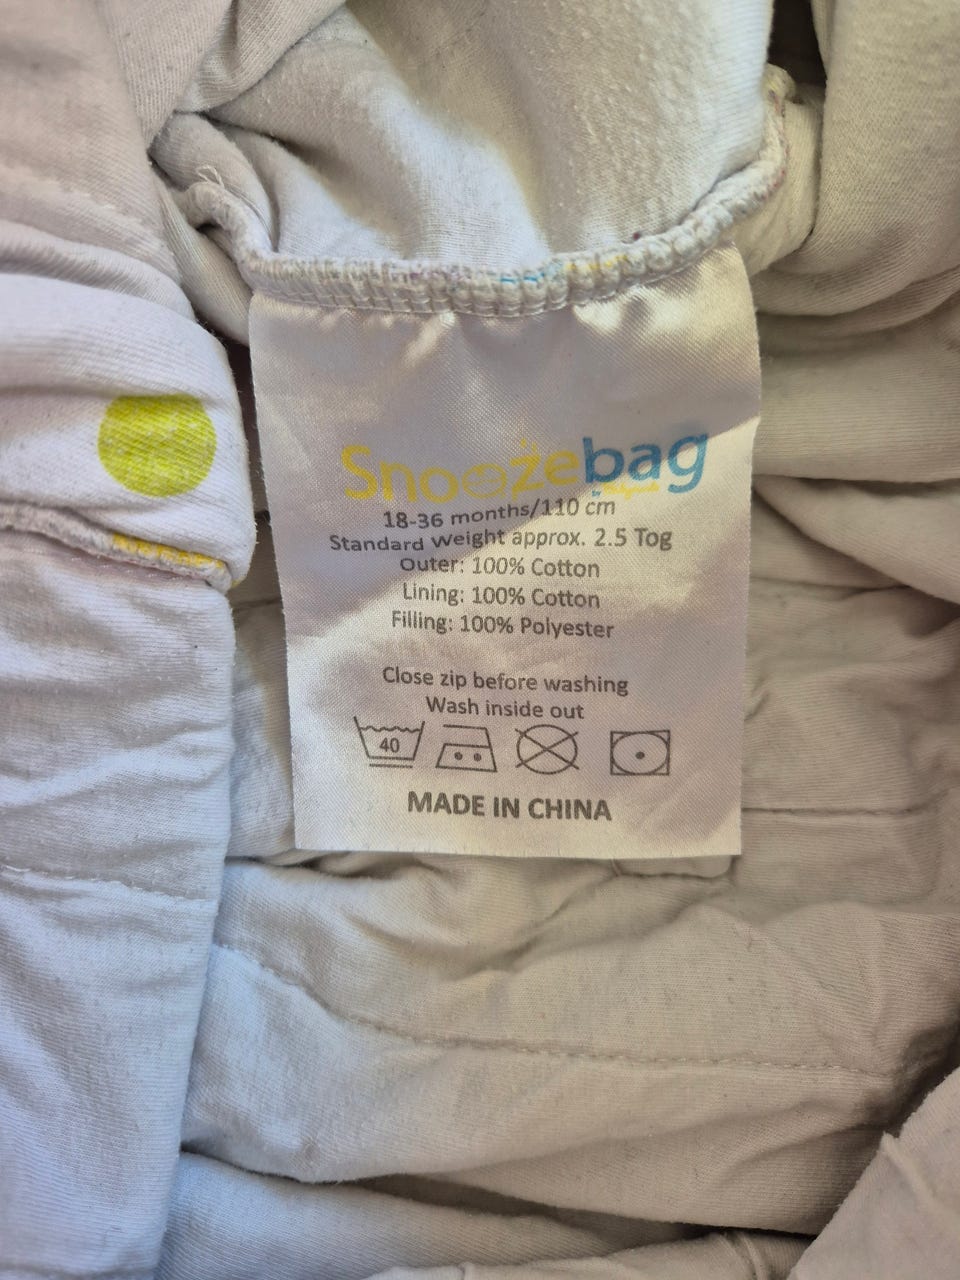 Snoozebag
by
18-36 months/110 cm
Standard Weight approx. 2.5 Tog
Outer: 100% Cotton
Lining: 100% Cotton
Filling: 100% Polyester
Close zip before washing
Wash inside out
40
MADE IN CHINA